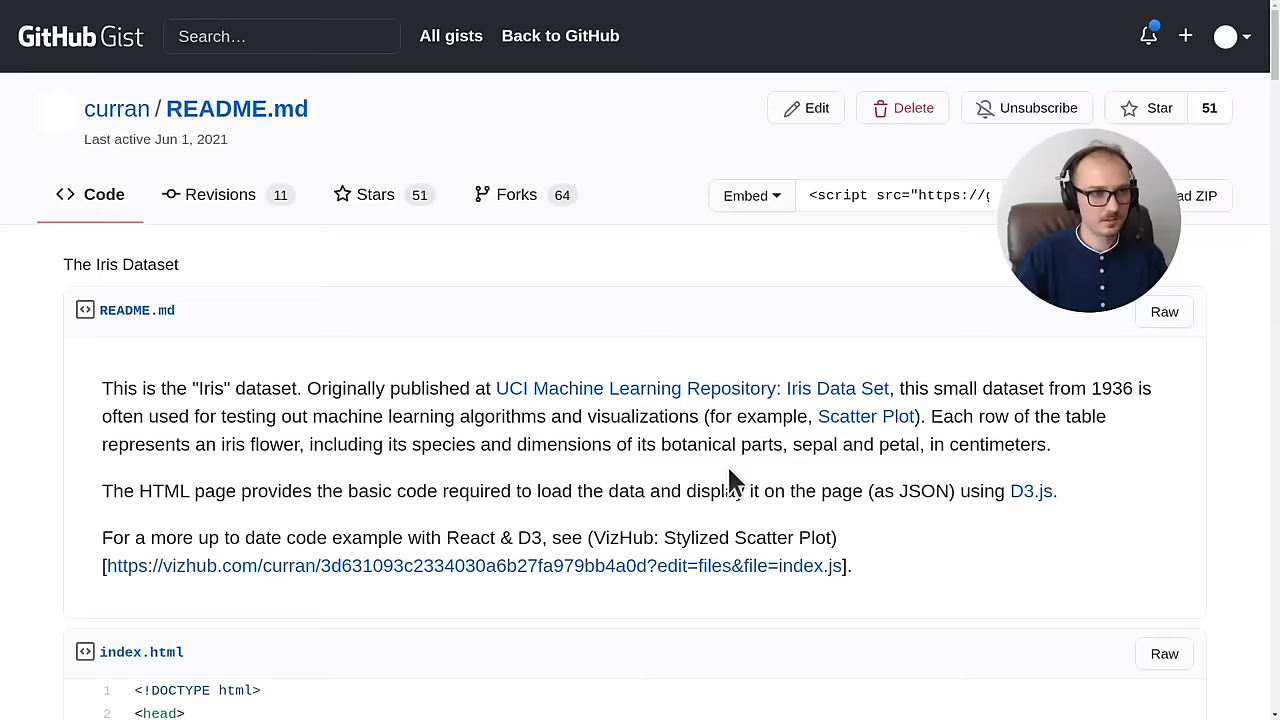 GitHub Gist Search… All gists Back to GitHub
curran / README.md Edit Delete Unsubscribe Star 51
Last active Jun 1, 2021
Code Revisions 11 Stars 51 Forks 64 Embed <script src="https://g ad ZIP
The Iris Dataset
README.md Raw
This is the "Iris" dataset. Originally published at UCI Machine Learning Repository: Iris Data Set, this small dataset from 1936 is
often used for testing out machine learning algorithms and visualizations (for example, Scatter Plot). Each row of the table
represents an iris flower, including its species and dimensions of its botanical parts, sepal and petal, in centimeters.
The HTML page provides the basic code required to load the data and display it on the page (as JSON) using D3.js.
For a more up to date code example with React & D3, see (VizHub: Stylized Scatter Plot)
[https://vizhub.com/curran/3d631093c2334030a6b27fa979bb4a0d?edit=files&file=index.js].
index.html Raw
1 <!DOCTYPE html>
2 <head>